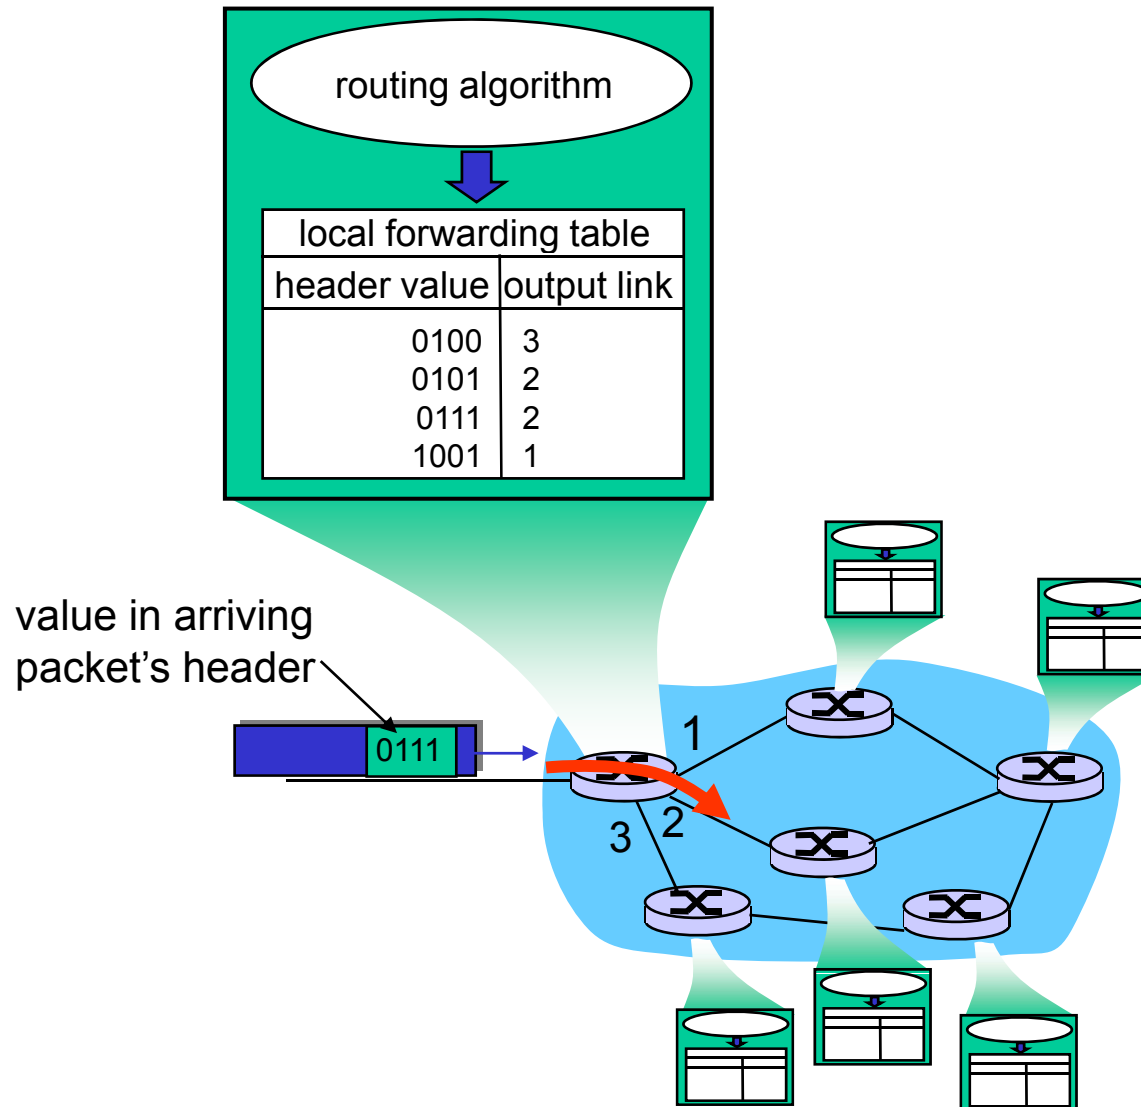 routing algorithm
local forwarding table
header value output link
0100 3
0101 2
0111 2
1001 1
value in arriving
packet's header
0111
1
2
3